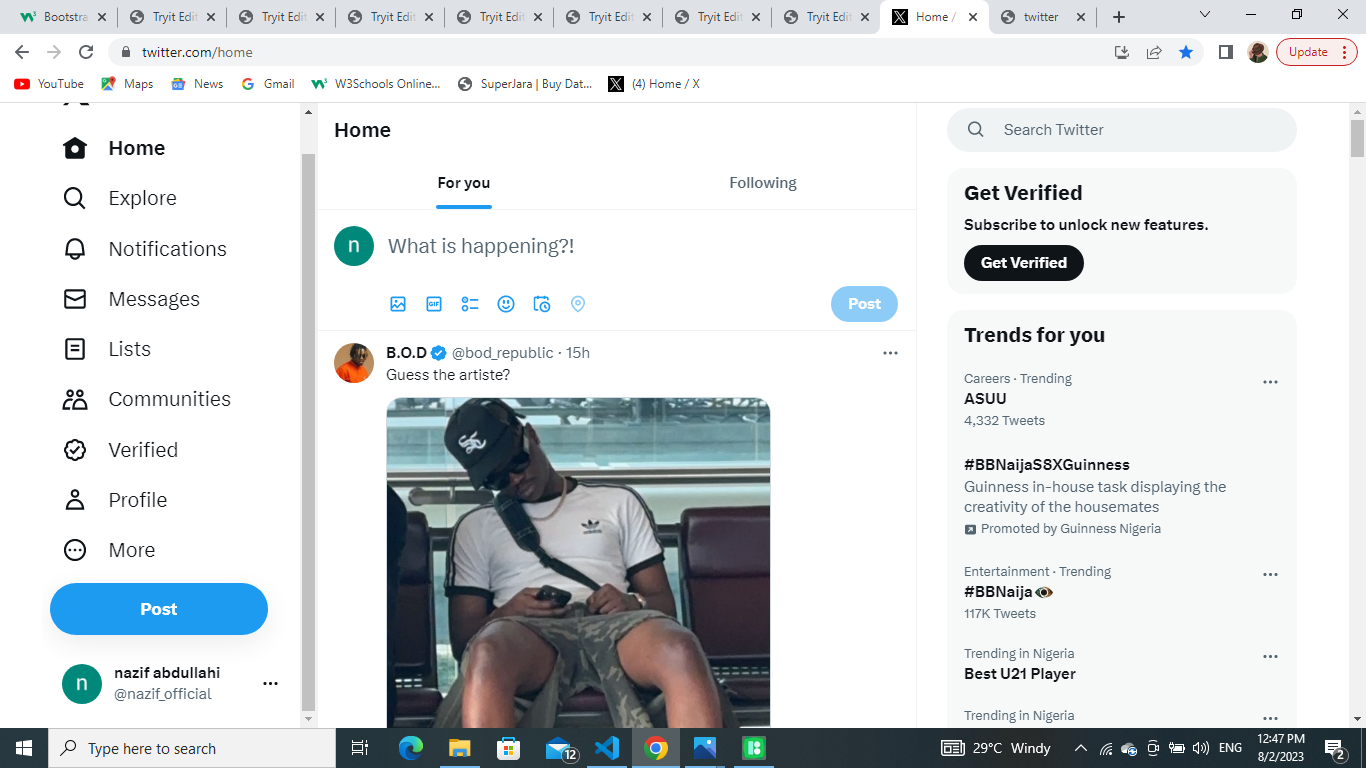 Bootstra
Tryit Edit
Tryit Edit
Tryit Edit
Tryit Edit
Tryit Edit
Tryit Edit
Tryit Edit
Home /
twitter
twitter.com/home
Update
YouTube
Maps
News
Gmail
W3Schools Online...
SuperJara | Buy Dat...
(4) Home / X
Home
Explore
Notifications
Messages
Lists
Communities
Verified
Profile
More
Post
n
nazif abdullahi
@nazif_official
Home
For you
Following
n
What is happening?!
GIF
Post
B.O.D @bod_republic · 15h
Guess the artiste?
Search Twitter
Get Verified
Subscribe to unlock new features.
Get Verified
Trends for you
Careers · Trending
ASUU
4,332 Tweets
#BBNaijaS8XGuinness
Guinness in-house task displaying the
creativity of the housemates
Promoted by Guinness Nigeria
Entertainment · Trending
#BBNaija
117K Tweets
Trending in Nigeria
Best U21 Player
Trending in Nigeria
Type here to search
12
29°C Windy
ENG
12:47 PM
8/2/2023
2